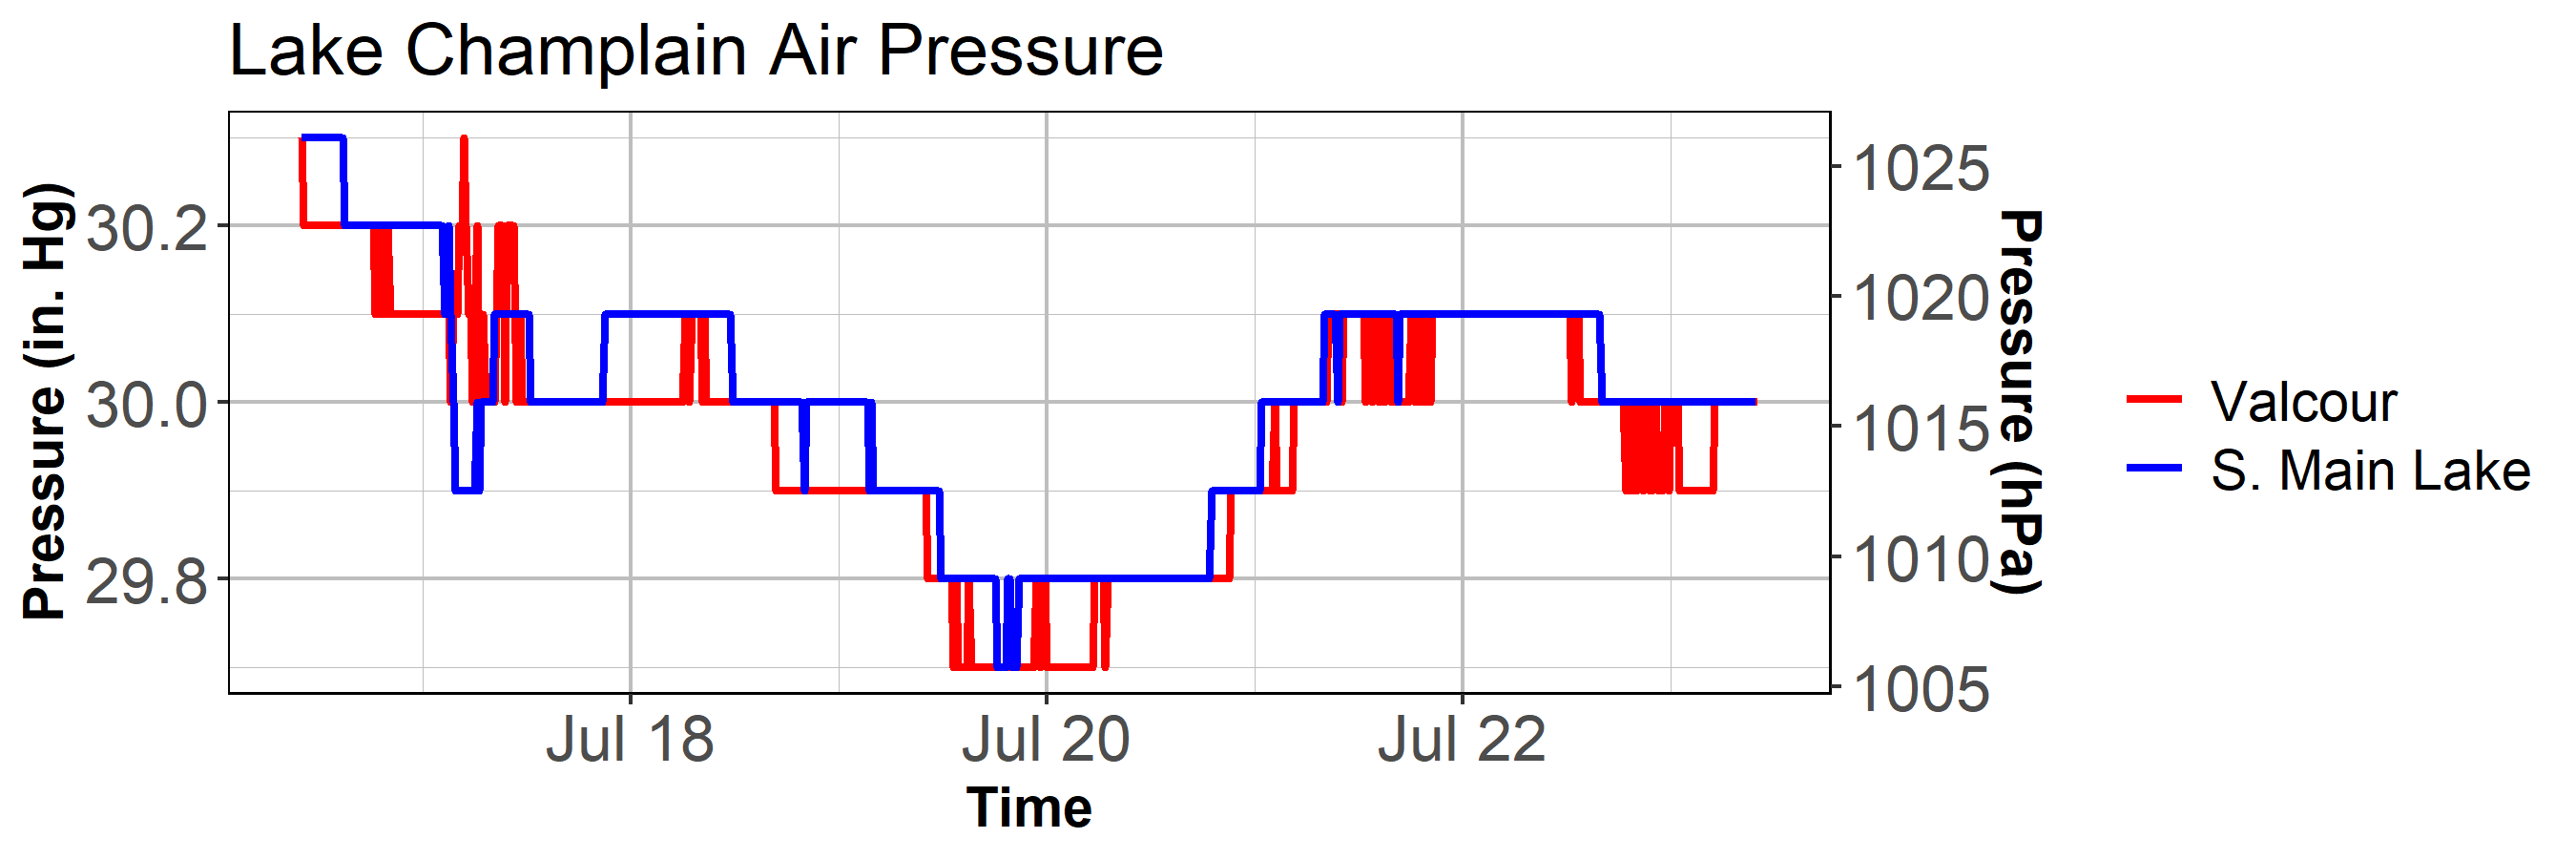 Lake Champlain Air Pressure
Pressure (in. Hg)
30.2
30.0
29.8
1025
1020
1015
1010
1005
Pressure (hPa)
Jul 18 Jul 20 Jul 22
Time
Valcour
S. Main Lake